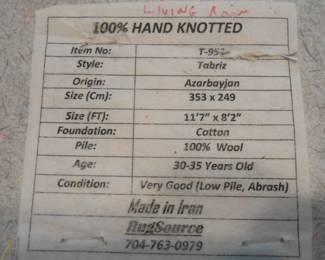 LIVING Room
100% HAND KNOTTED
Item No: T-95
Style: Tabriz
Origin: Azarbayjan
Size (Cm): 353 x 249
Size (FT): 11'7" x 8'2"
Foundation: Cotton
Pile: 100% Wool
Age: 30-35 Years Old
Condition: Very Good (Low Pile, Abrash)
Made in Iran
RugSource
704-763-0979